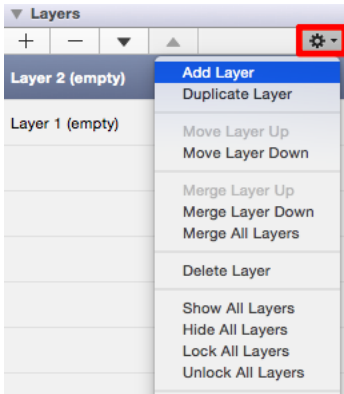 Layers
Layer 2 (empty)
Layer 1 (empty)
Add Layer
Duplicate Layer
Move Layer Up
Move Layer Down
Merge Layer Up
Merge Layer Down
Merge All Layers
Delete Layer
Show All Layers
Hide All Layers
Lock All Layers
Unlock All Layers